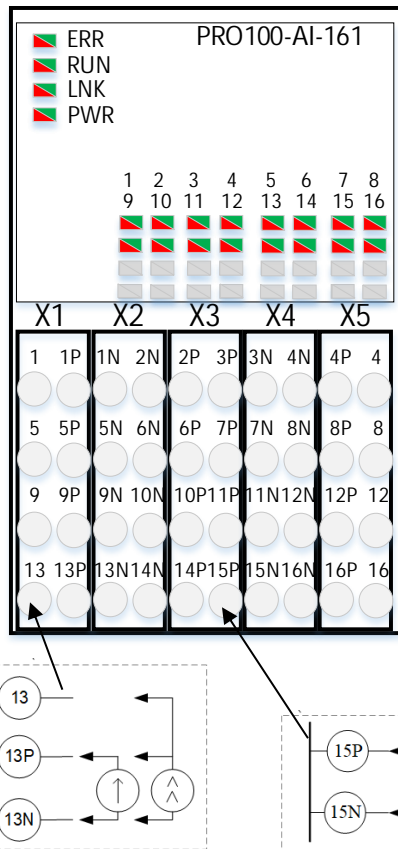 ERR PRO100-AI-161
RUN
LNK
PWR
1 2 3 4 5 6 7 8
9 10 11 12 13 14 15 16
X1 X2 X3 X4 X5
1 1P 1N 2N 2P 3P 3N 4N 4P 4
5 5P 5N 6N 6P 7P 7N 8N 8P 8
9 9P 9N 10N 10P 11P 11N 12N 12P 12
13 13P 13N 14N 14P 15P 15N 16N 16P 16
13
13P 15P
13N 15N